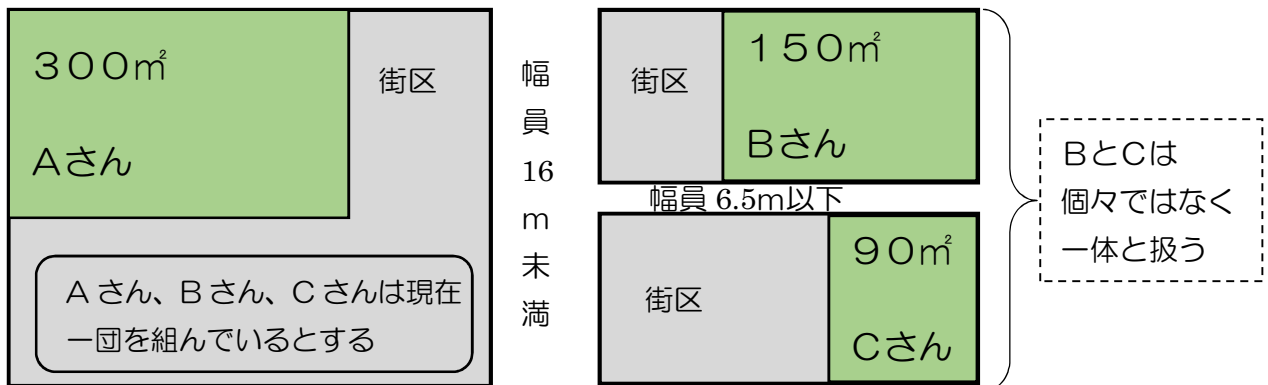 300㎡
Aさん
街区
Aさん、Bさん、Cさんは現在
一団を組んでいるとする
幅員16m未満
街区
150㎡
Bさん
幅員6.5m以下
街区
90㎡
Cさん
BとCは
個々ではなく
一体と扱う